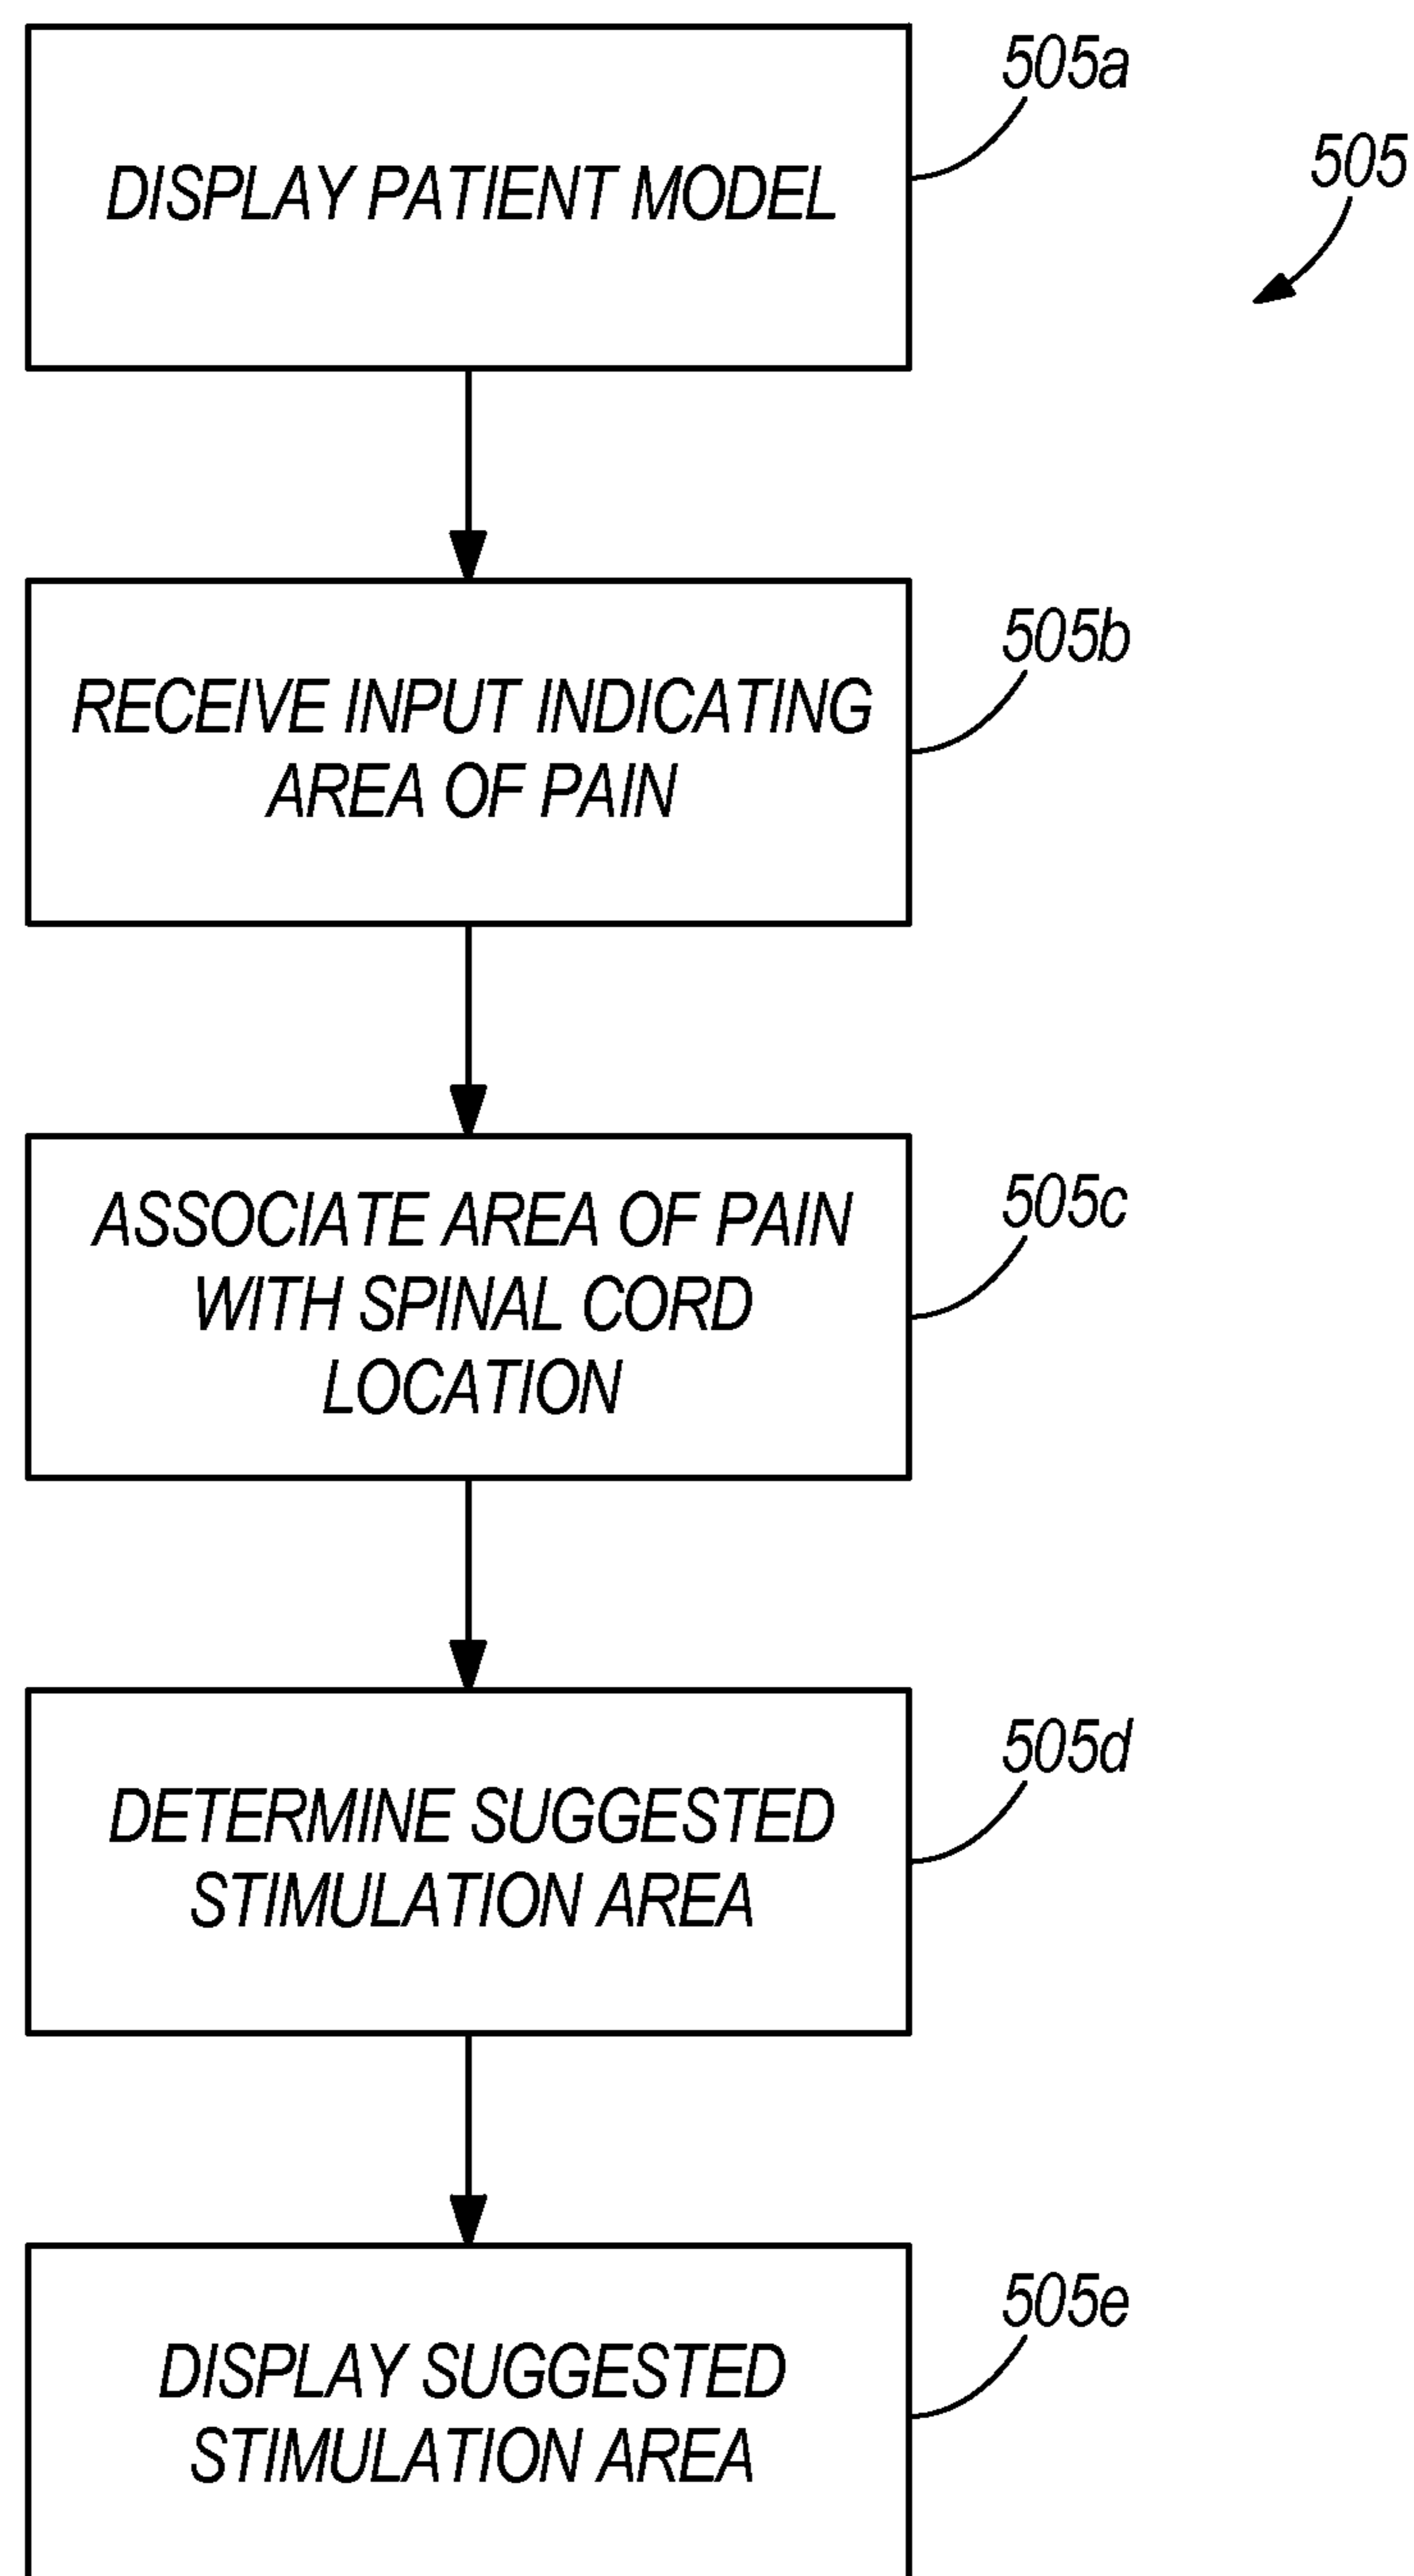 505a
505
DISPLAY PATIENT MODEL
505b
RECEIVE INPUT INDICATING
AREA OF PAIN
505c
ASSOCIATE AREA OF PAIN
WITH SPINAL CORD
LOCATION
505d
DETERMINE SUGGESTED
STIMULATION AREA
505e
DISPLAY SUGGESTED
STIMULATION AREA